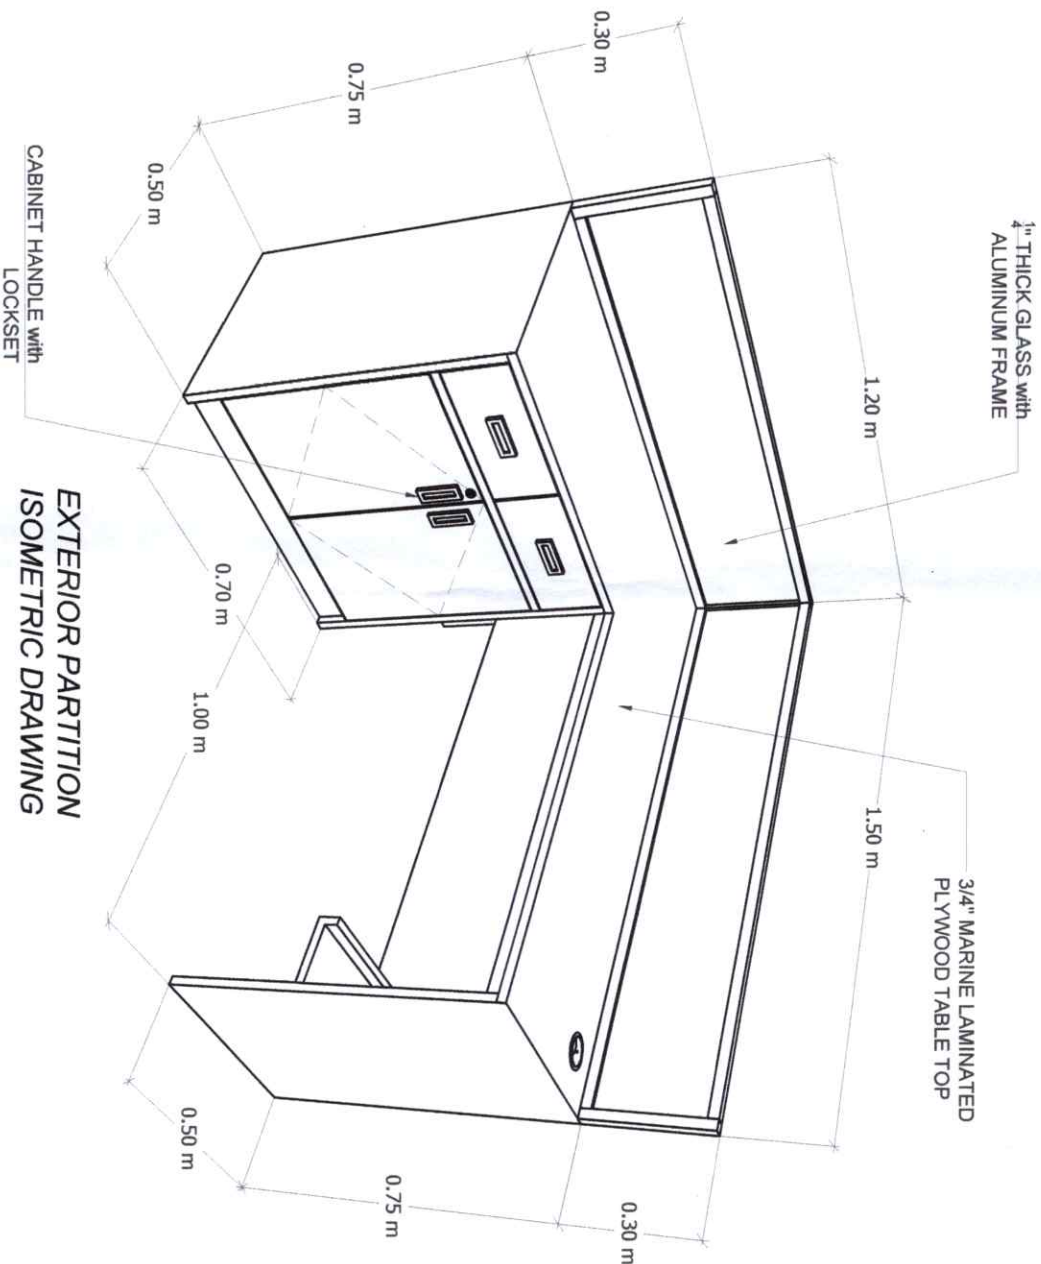 1/4" THICK GLASS with
ALUMINUM FRAME
3/4" MARINE LAMINATED
PLYWOOD TABLE TOP
0.30 m
1.20 m
1.50 m
0.75 m
0.30 m
0.75 m
0.50 m
0.50 m
0.70 m
1.00 m
CABINET HANDLE with
LOCKSET
EXTERIOR PARTITION
ISOMETRIC DRAWING